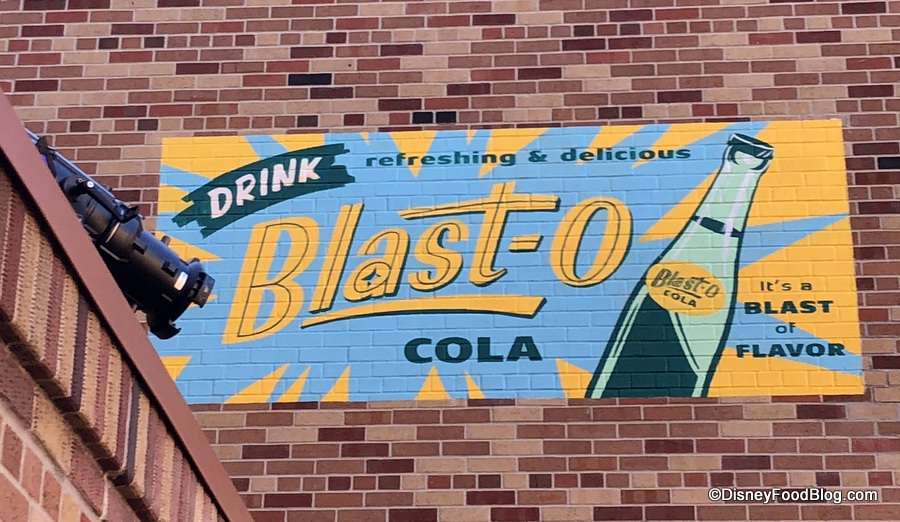 DRINK refreshing & delicious
Blast-O
COLA
Blast-O
COLA
It's a
BLAST
of
FLAVOR
©DisneyFoodBlog.com